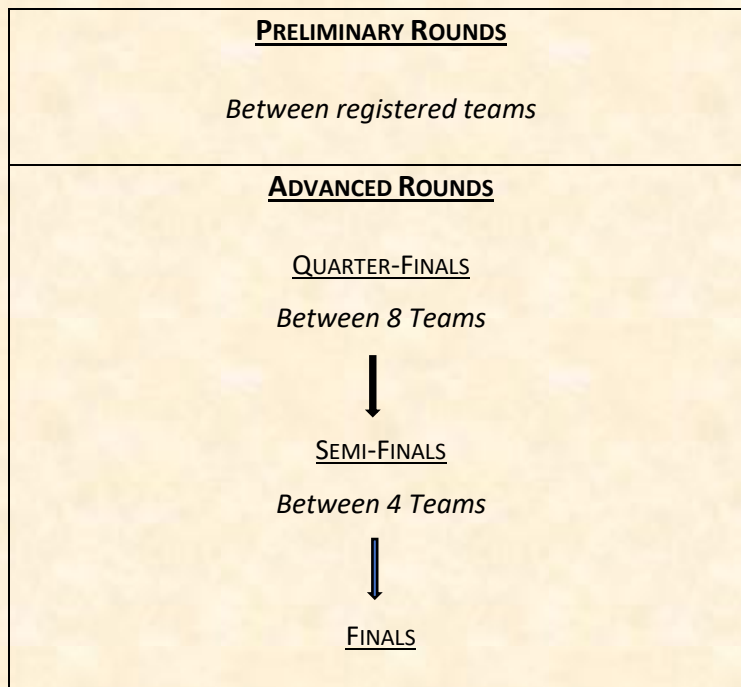 PRELIMINARY ROUNDS
Between registered teams
ADVANCED ROUNDS
QUARTER-FINALS
Between 8 Teams
SEMI-FINALS
Between 4 Teams
FINALS